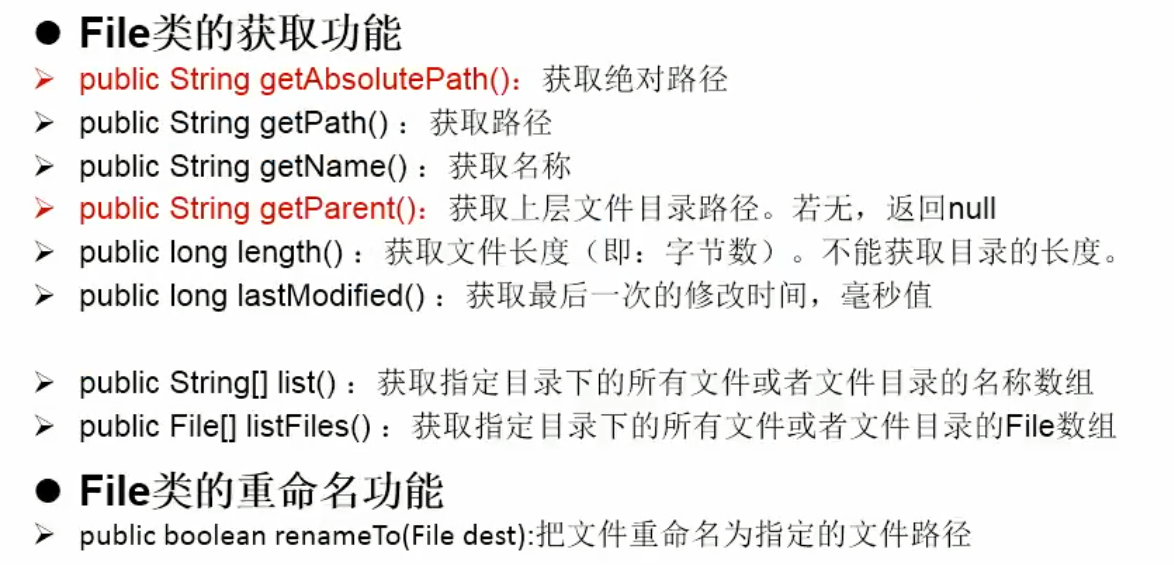 ● File类的获取功能
➢ public String getAbsolutePath()：获取绝对路径
➢ public String getPath() ：获取路径
➢ public String getName() ：获取名称
➢ public String getParent()：获取上层文件目录路径。若无，返回null
➢ public long length() ：获取文件长度（即：字节数）。不能获取目录的长度。
➢ public long lastModified() ：获取最后一次的修改时间，毫秒值
➢ public String[] list() ：获取指定目录下的所有文件或者文件目录的名称数组
➢ public File[] listFiles() ：获取指定目录下的所有文件或者文件目录的File数组
● File类的重命名功能
➢ public boolean renameTo(File dest):把文件重命名为指定的文件路径